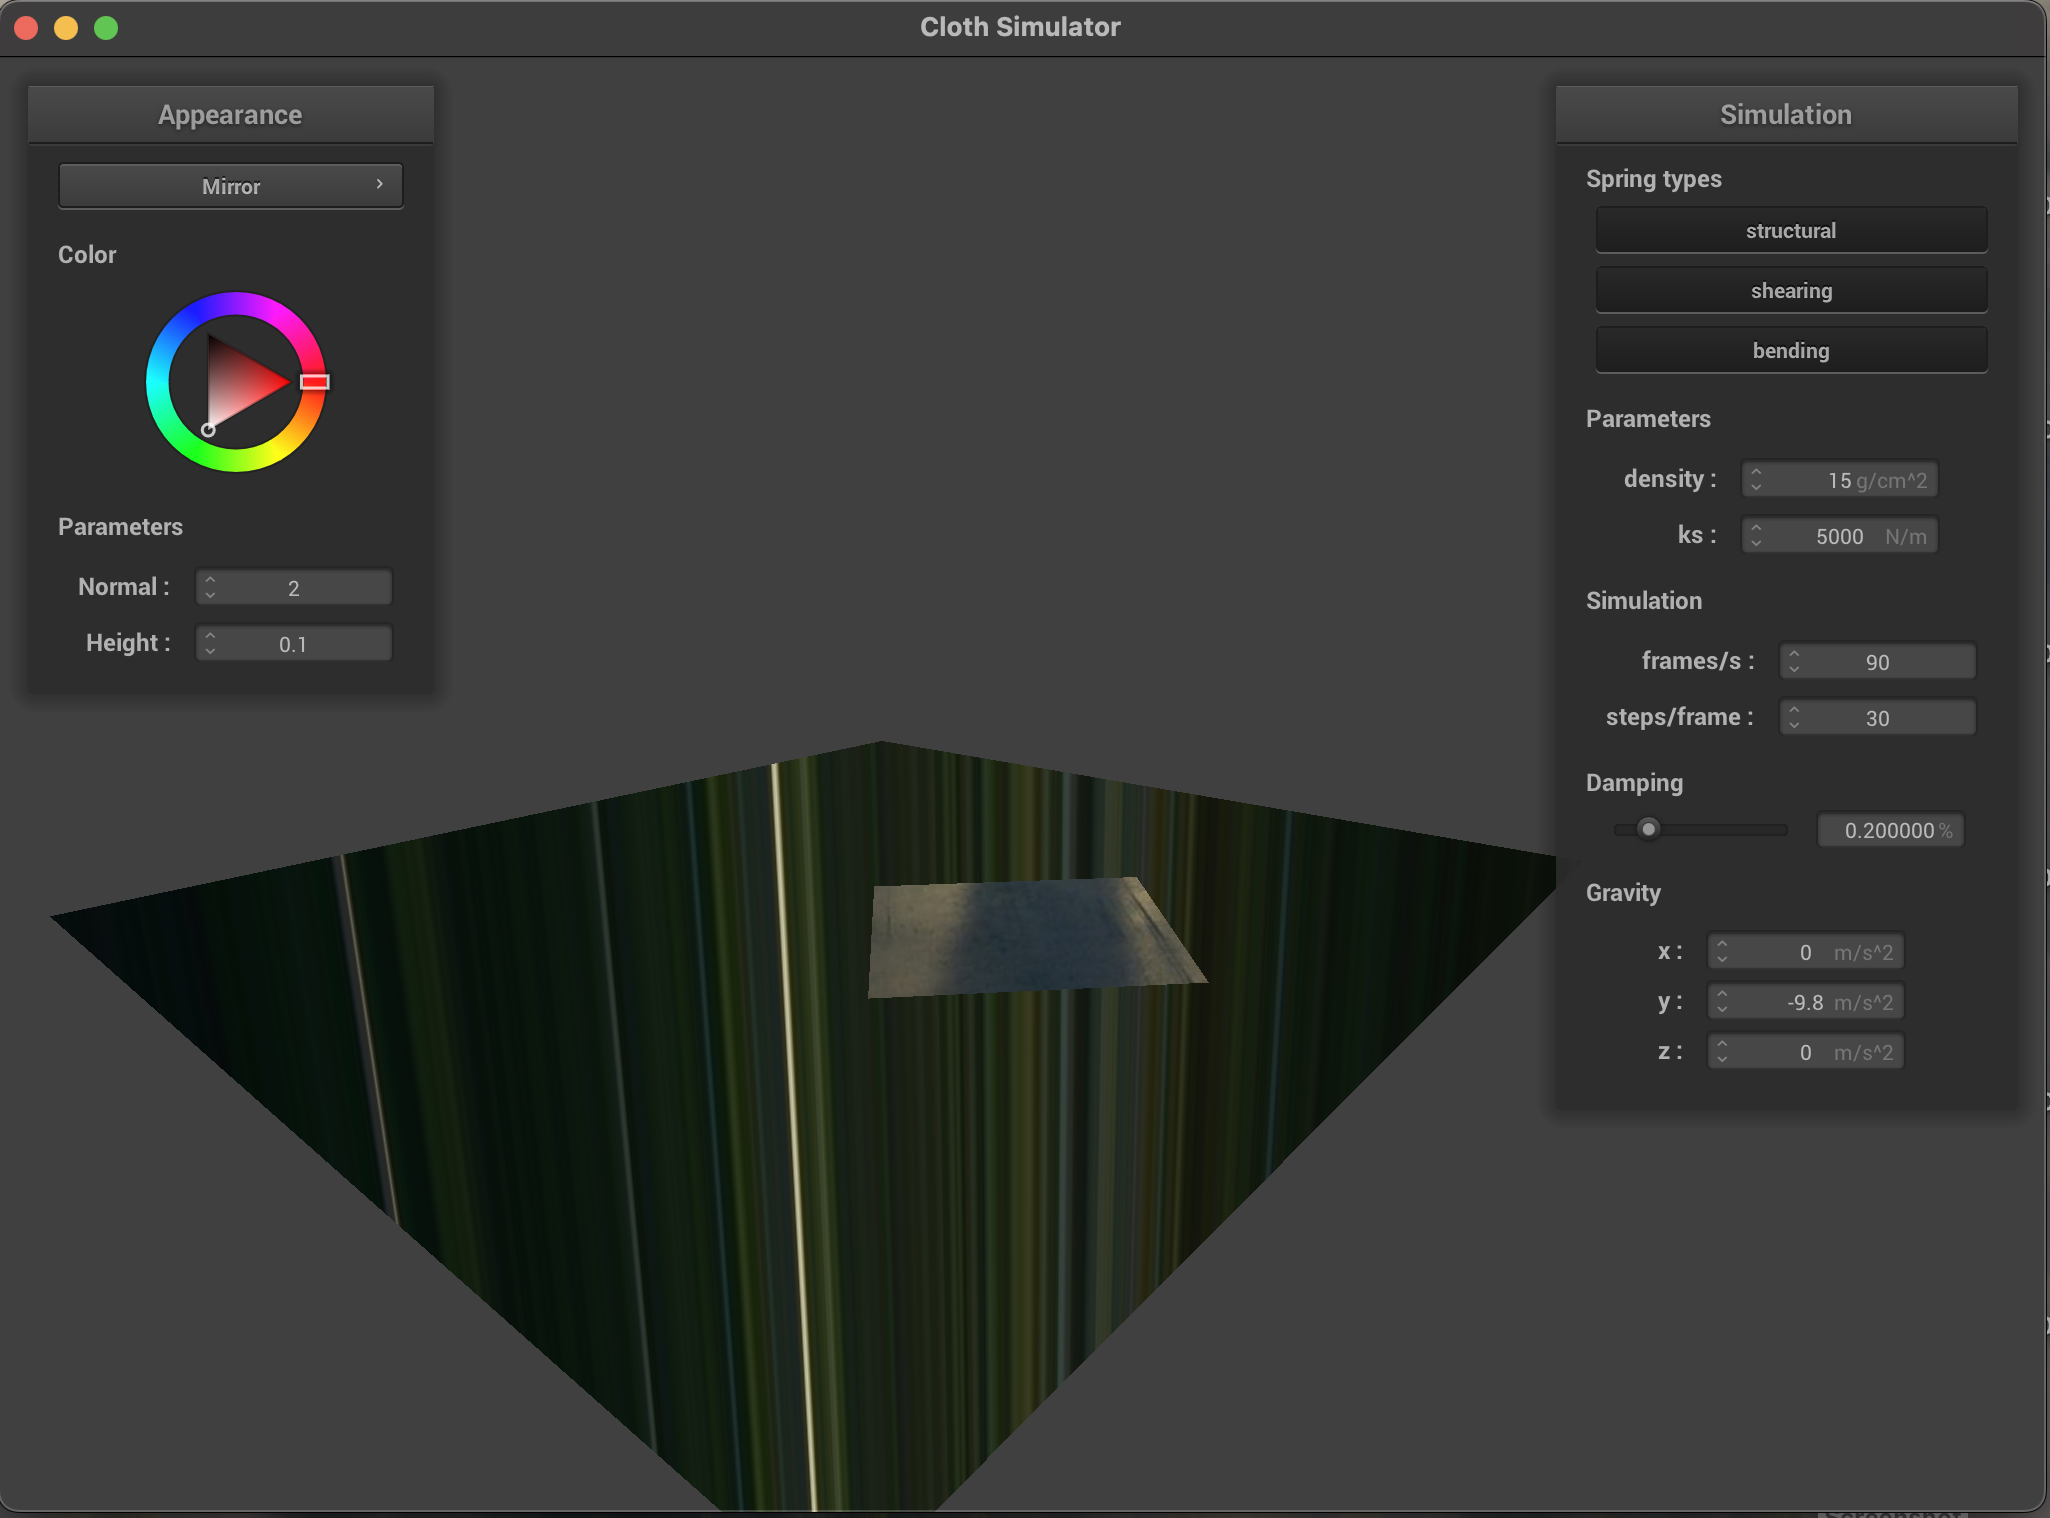 Cloth Simulator
Appearance
Mirror
Color
Parameters
Normal : 2
Height : 0.1
Simulation
Spring types
structural
shearing
bending
Parameters
density : 15 g/cm^2
ks : 5000 N/m
Simulation
frames/s : 90
steps/frame : 30
Damping
0.200000 %
Gravity
x : 0 m/s^2
y : -9.8 m/s^2
z : 0 m/s^2